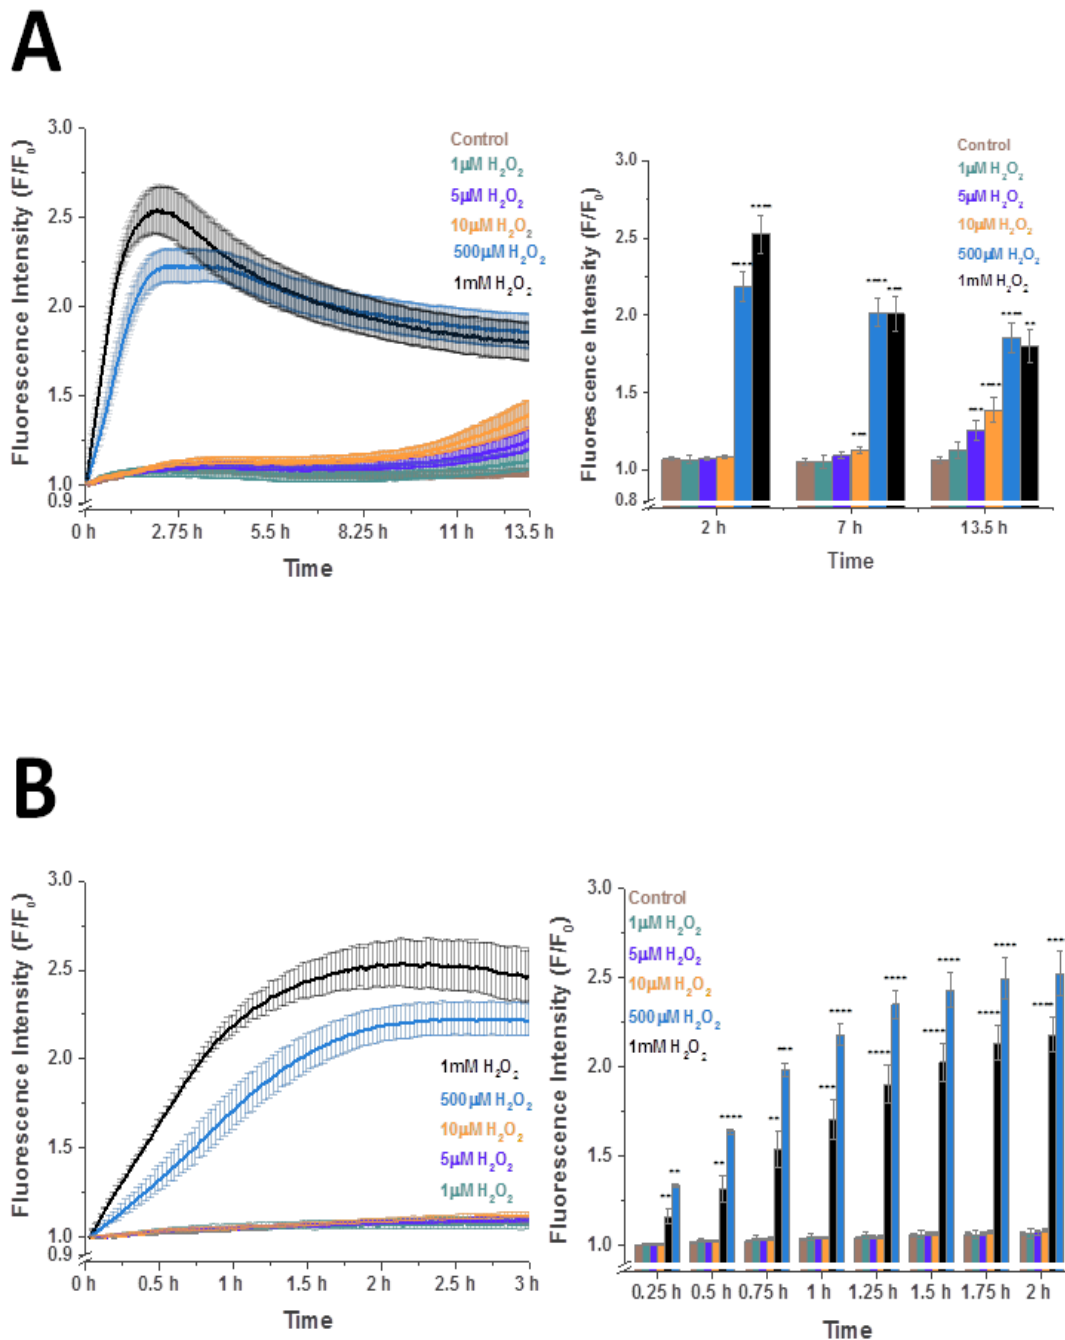 A
Fluorescence Intensity (F/F₀)
3.0
2.5
2.0
1.5
1.0
0.9
0 h 2.75 h 5.5 h 8.25 h 11 h 13.5 h
Time
Control
1µM H₂O₂
5µM H₂O₂
10µM H₂O₂
500µM H₂O₂
1mM H₂O₂
Fluorescence Intensity (F/F₀)
3.0
2.5
2.0
1.5
1.0
0.8
2 h 7 h 13.5 h
Time
Control
1µM H₂O₂
5µM H₂O₂
10µM H₂O₂
500µM H₂O₂
1mM H₂O₂
B
Fluorescence Intensity (F/F₀)
3.0
2.5
2.0
1.5
1.0
0.9
0 h 0.5 h 1 h 1.5 h 2 h 2.5 h 3 h
Time
1mM H₂O₂
500µM H₂O₂
10µM H₂O₂
5µM H₂O₂
1µM H₂O₂
Fluorescence Intensity (F/F₀)
3.0
2.5
2.0
1.5
1.0
0.25 h 0.5 h 0.75 h 1 h 1.25 h 1.5 h 1.75 h 2 h
Time
Control
1µM H₂O₂
5µM H₂O₂
10µM H₂O₂
500µM H₂O₂
1mM H₂O₂